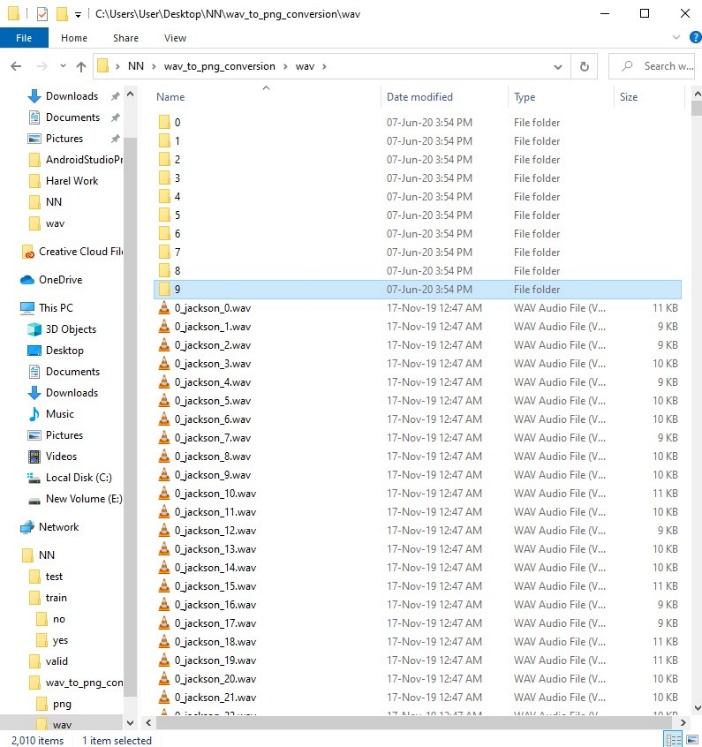 C:\Users\User\Desktop\NN\wav_to_png_conversion\wav
File Home Share View
NN > wav_to_png_conversion > wav >
Search w...
Downloads
Documents
Pictures
AndroidStudioPr
Harel Work
NN
wav
Creative Cloud File
OneDrive
This PC
3D Objects
Desktop
Documents
Downloads
Music
Pictures
Videos
Local Disk (C:)
New Volume (E:)
Network
NN
test
train
no
yes
valid
wav_to_png_con
png
wav
Name Date modified Type Size
0 07-Jun-20 3:54 PM File folder
1 07-Jun-20 3:54 PM File folder
2 07-Jun-20 3:54 PM File folder
3 07-Jun-20 3:54 PM File folder
4 07-Jun-20 3:54 PM File folder
5 07-Jun-20 3:54 PM File folder
6 07-Jun-20 3:54 PM File folder
7 07-Jun-20 3:54 PM File folder
8 07-Jun-20 3:54 PM File folder
9 07-Jun-20 3:54 PM File folder
0_jackson_0.wav 17-Nov-19 12:47 AM WAV Audio File (V... 11 KB
0_jackson_1.wav 17-Nov-19 12:47 AM WAV Audio File (V... 9 KB
0_jackson_2.wav 17-Nov-19 12:47 AM WAV Audio File (V... 9 KB
0_jackson_3.wav 17-Nov-19 12:47 AM WAV Audio File (V... 10 KB
0_jackson_4.wav 17-Nov-19 12:47 AM WAV Audio File (V... 9 KB
0_jackson_5.wav 17-Nov-19 12:47 AM WAV Audio File (V... 10 KB
0_jackson_6.wav 17-Nov-19 12:47 AM WAV Audio File (V... 10 KB
0_jackson_7.wav 17-Nov-19 12:47 AM WAV Audio File (V... 9 KB
0_jackson_8.wav 17-Nov-19 12:47 AM WAV Audio File (V... 10 KB
0_jackson_9.wav 17-Nov-19 12:47 AM WAV Audio File (V... 10 KB
0_jackson_10.wav 17-Nov-19 12:47 AM WAV Audio File (V... 11 KB
0_jackson_11.wav 17-Nov-19 12:47 AM WAV Audio File (V... 10 KB
0_jackson_12.wav 17-Nov-19 12:47 AM WAV Audio File (V... 9 KB
0_jackson_13.wav 17-Nov-19 12:47 AM WAV Audio File (V... 10 KB
0_jackson_14.wav 17-Nov-19 12:47 AM WAV Audio File (V... 10 KB
0_jackson_15.wav 17-Nov-19 12:47 AM WAV Audio File (V... 11 KB
0_jackson_16.wav 17-Nov-19 12:47 AM WAV Audio File (V... 9 KB
0_jackson_17.wav 17-Nov-19 12:47 AM WAV Audio File (V... 9 KB
0_jackson_18.wav 17-Nov-19 12:47 AM WAV Audio File (V... 11 KB
0_jackson_19.wav 17-Nov-19 12:47 AM WAV Audio File (V... 11 KB
0_jackson_20.wav 17-Nov-19 12:47 AM WAV Audio File (V... 10 KB
0_jackson_21.wav 17-Nov-19 12:47 AM WAV Audio File (V... 10 KB
2,010 items 1 item selected